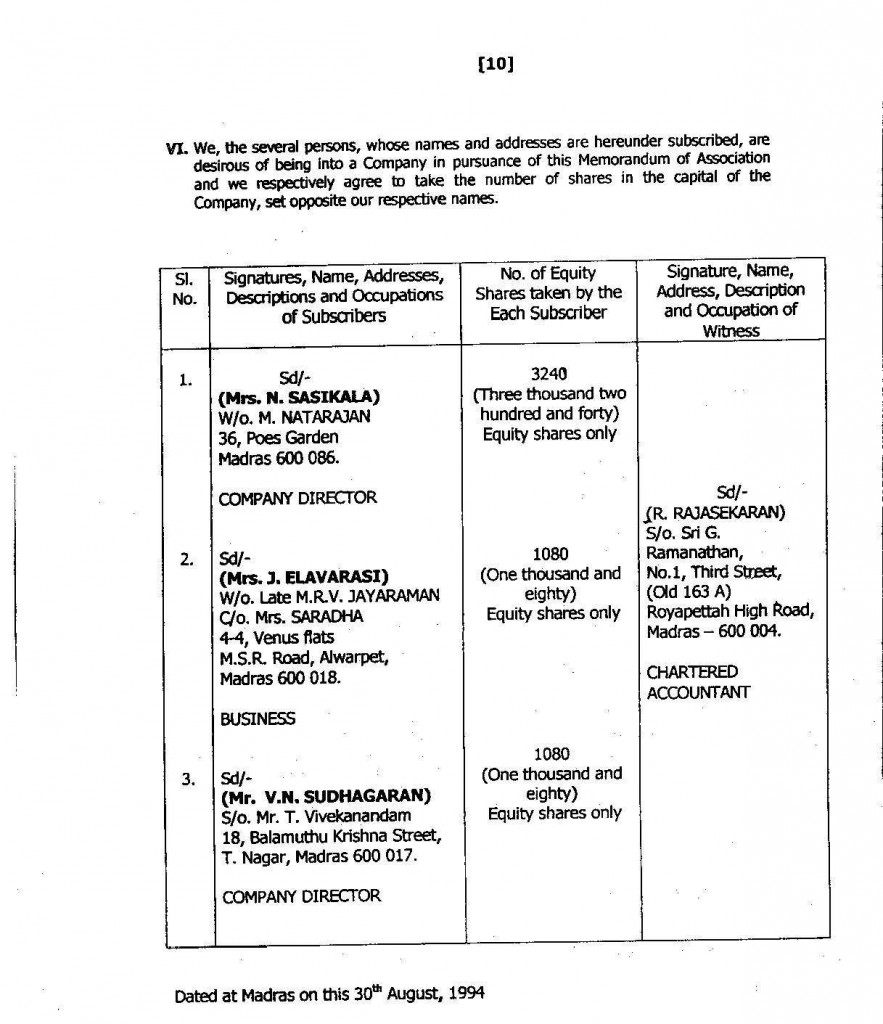 [10]
VI. We, the several persons, whose names and addresses are hereunder subscribed, are
desirous of being into a Company in pursuance of this Memorandum of Association
and we respectively agree to take the number of shares in the capital of the
Company, set opposite our respective names.
Sl.
No.
Signatures, Name, Addresses,
Descriptions and Occupations
of Subscribers
No. of Equity
Shares taken by the
Each Subscriber
Signature, Name,
Address, Description
and Occupation of
Witness
1.
Sd/-
(Mrs. N. SASIKALA)
W/o. M. NATARAJAN
36, Poes Garden
Madras 600 086.
COMPANY DIRECTOR
3240
(Three thousand two
hundred and forty)
Equity shares only
2.
Sd/-
(Mrs. J. ELAVARASI)
W/o. Late M.R.V. JAYARAMAN
C/o. Mrs. SARADHA
4-4, Venus flats
M.S.R. Road, Alwarpet,
Madras 600 018.
BUSINESS
1080
(One thousand and
eighty)
Equity shares only
3.
Sd/-
(Mr. V.N. SUDHAGARAN)
S/o. Mr. T. Vivekanandam
18, Balamuthu Krishna Street,
T. Nagar, Madras 600 017.
COMPANY DIRECTOR
1080
(One thousand and
eighty)
Equity shares only
Sd/-
(R. RAJASEKARAN)
S/o. Sri G.
Ramanathan,
No.1, Third Street,
(Old 163 A)
Royapettah High Road,
Madras – 600 004.
CHARTERED
ACCOUNTANT
Dated at Madras on this 30th August, 1994